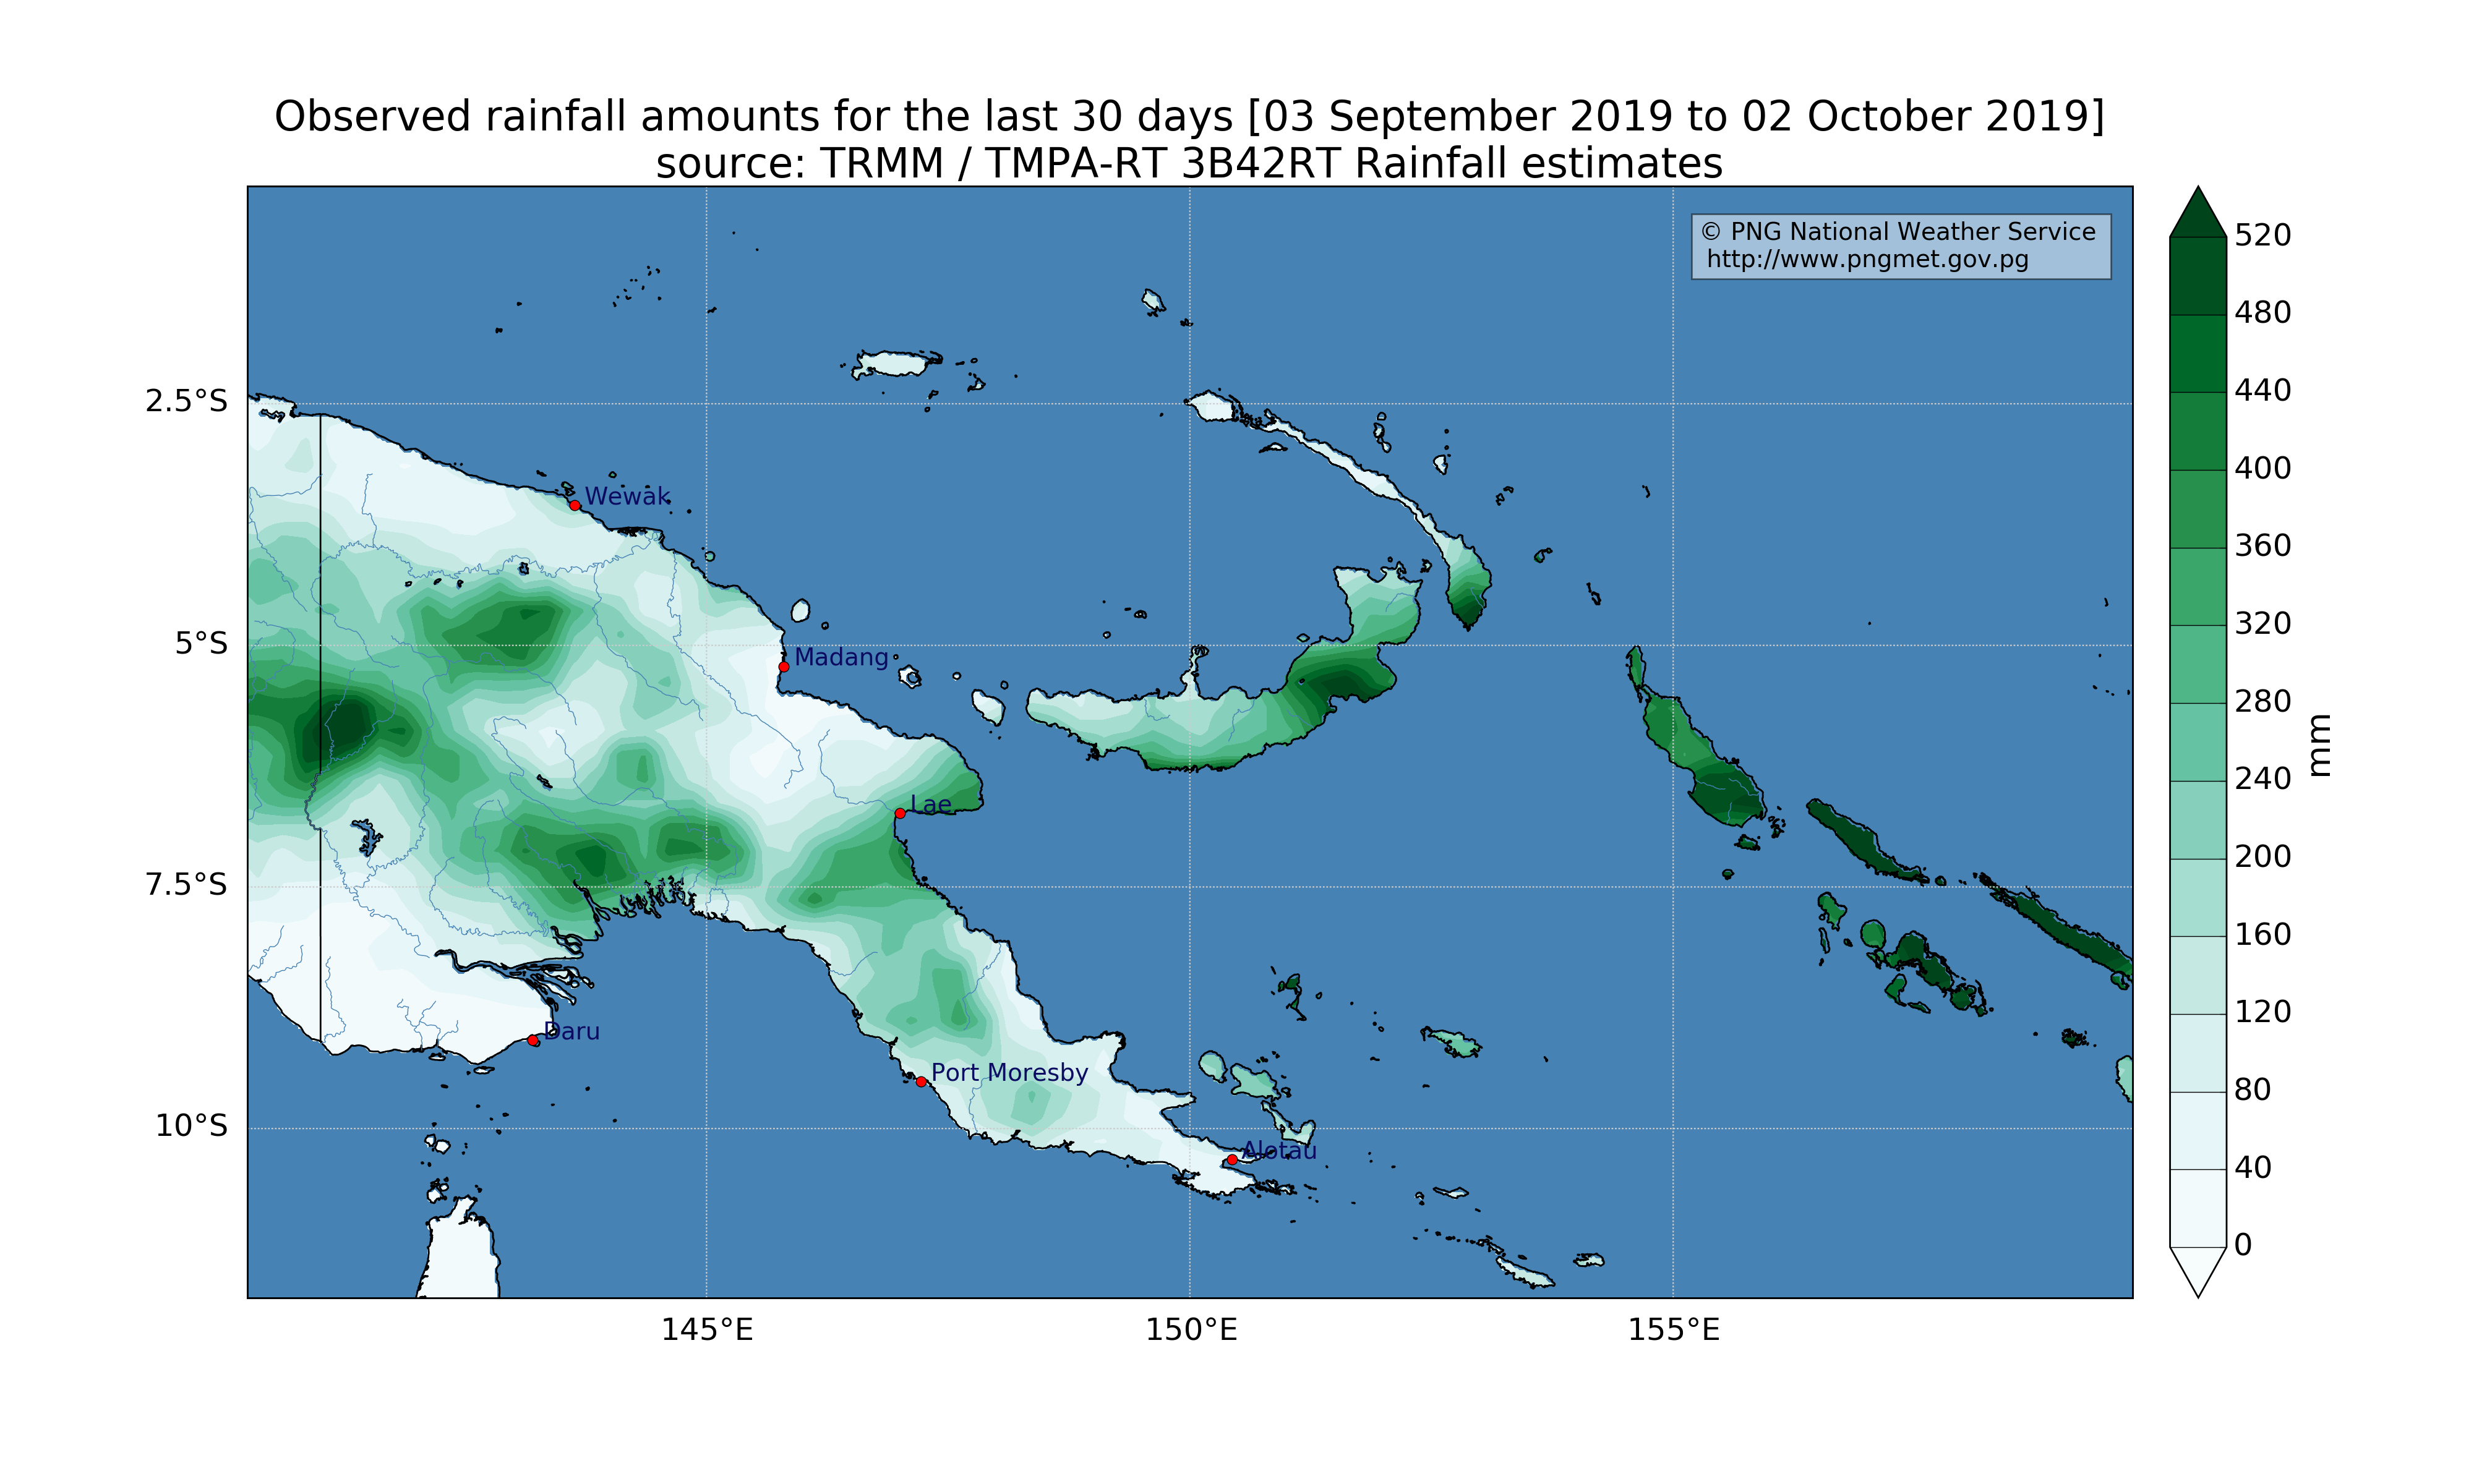 Observed rainfall amounts for the last 30 days [03 September 2019 to 02 October 2019]
source: TRMM / TMPA-RT 3B42RT Rainfall estimates
© PNG National Weather Service
http://www.pngmet.gov.pg
520
480
440
400
360
320
280
240
200
160
120
80
40
0
mm
2.5°S
5°S
7.5°S
10°S
Wewak
Madang
Lae
Daru
Port Moresby
Alotau
145°E
150°E
155°E